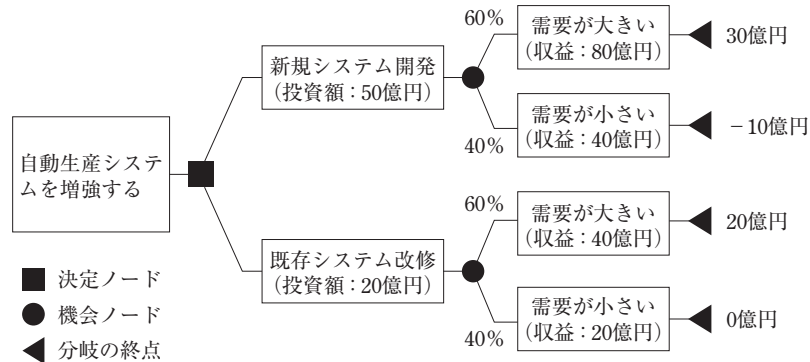 自動生産システ
ムを増強する
新規システム開発
（投資額：50億円）
60%
需要が大きい
（収益：80億円）
30億円
40%
需要が小さい
（収益：40億円）
－10億円
既存システム改修
（投資額：20億円）
60%
需要が大きい
（収益：40億円）
20億円
40%
需要が小さい
（収益：20億円）
0億円
決定ノード
機会ノード
分岐の終点